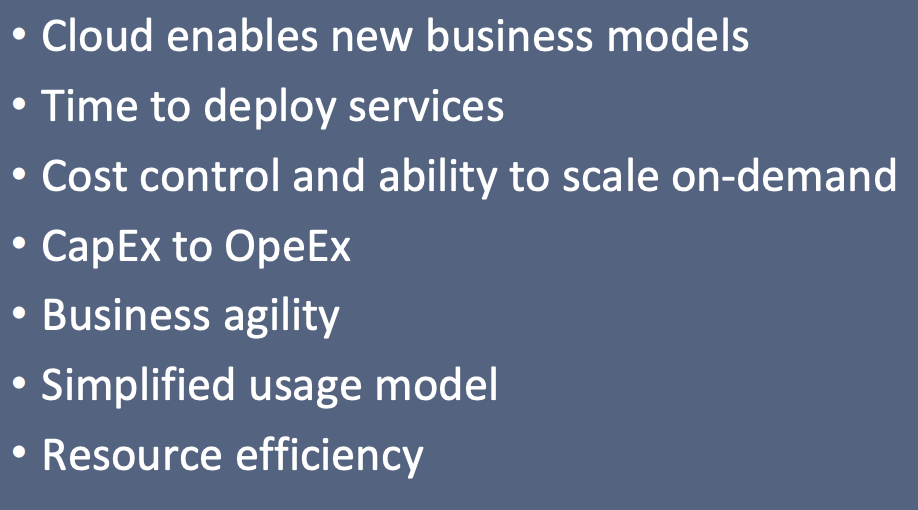 • Cloud enables new business models
• Time to deploy services
• Cost control and ability to scale on-demand
• CapEx to OpeEx
• Business agility
• Simplified usage model
• Resource efficiency